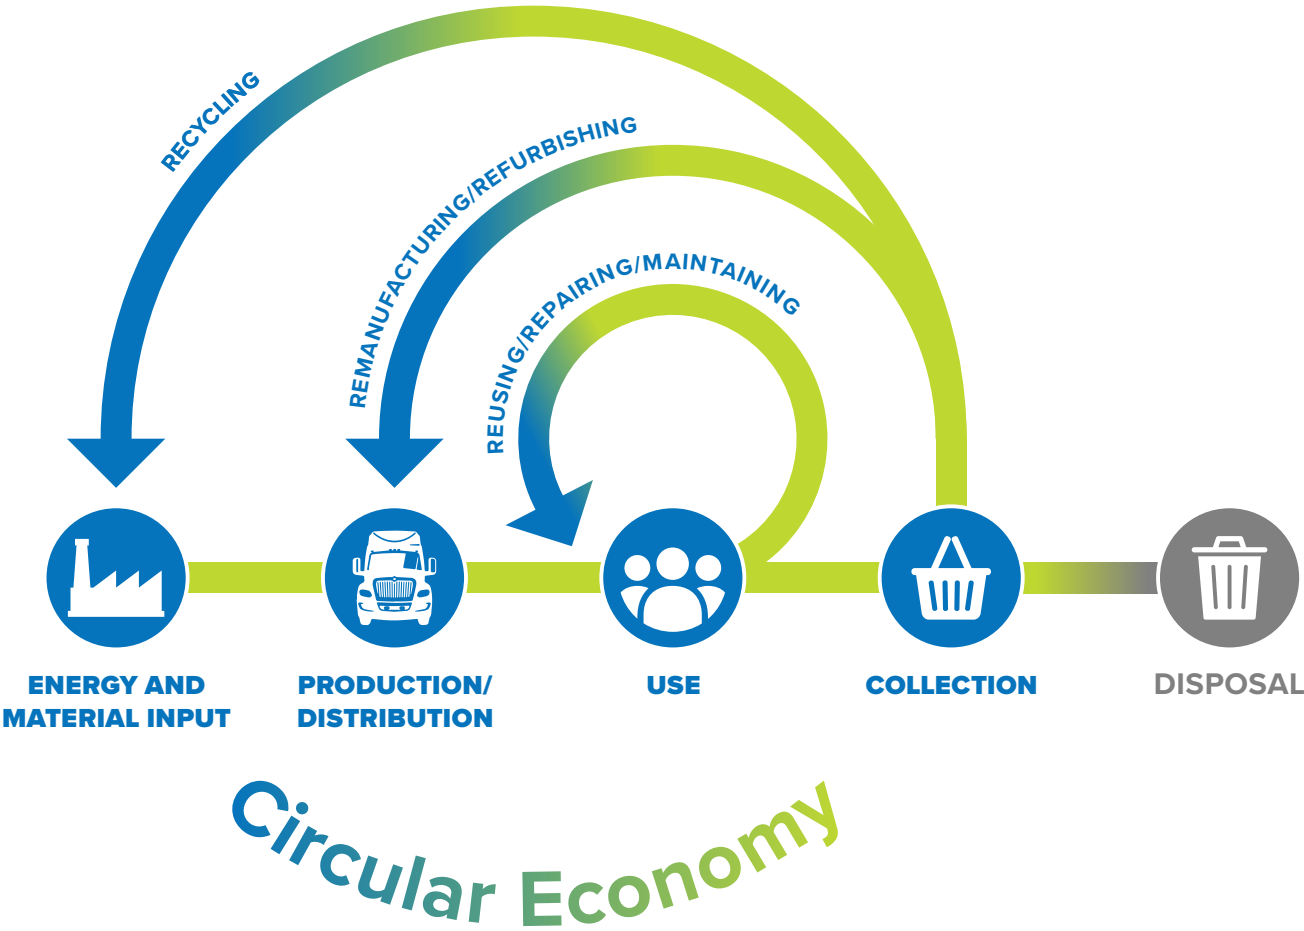 RECYCLING
REMANUFACTURING/REFURBISHING
REUSING/REPAIRING/MAINTAINING
ENERGY AND
MATERIAL INPUT
PRODUCTION/
DISTRIBUTION
USE
COLLECTION
DISPOSAL
Circular Economy